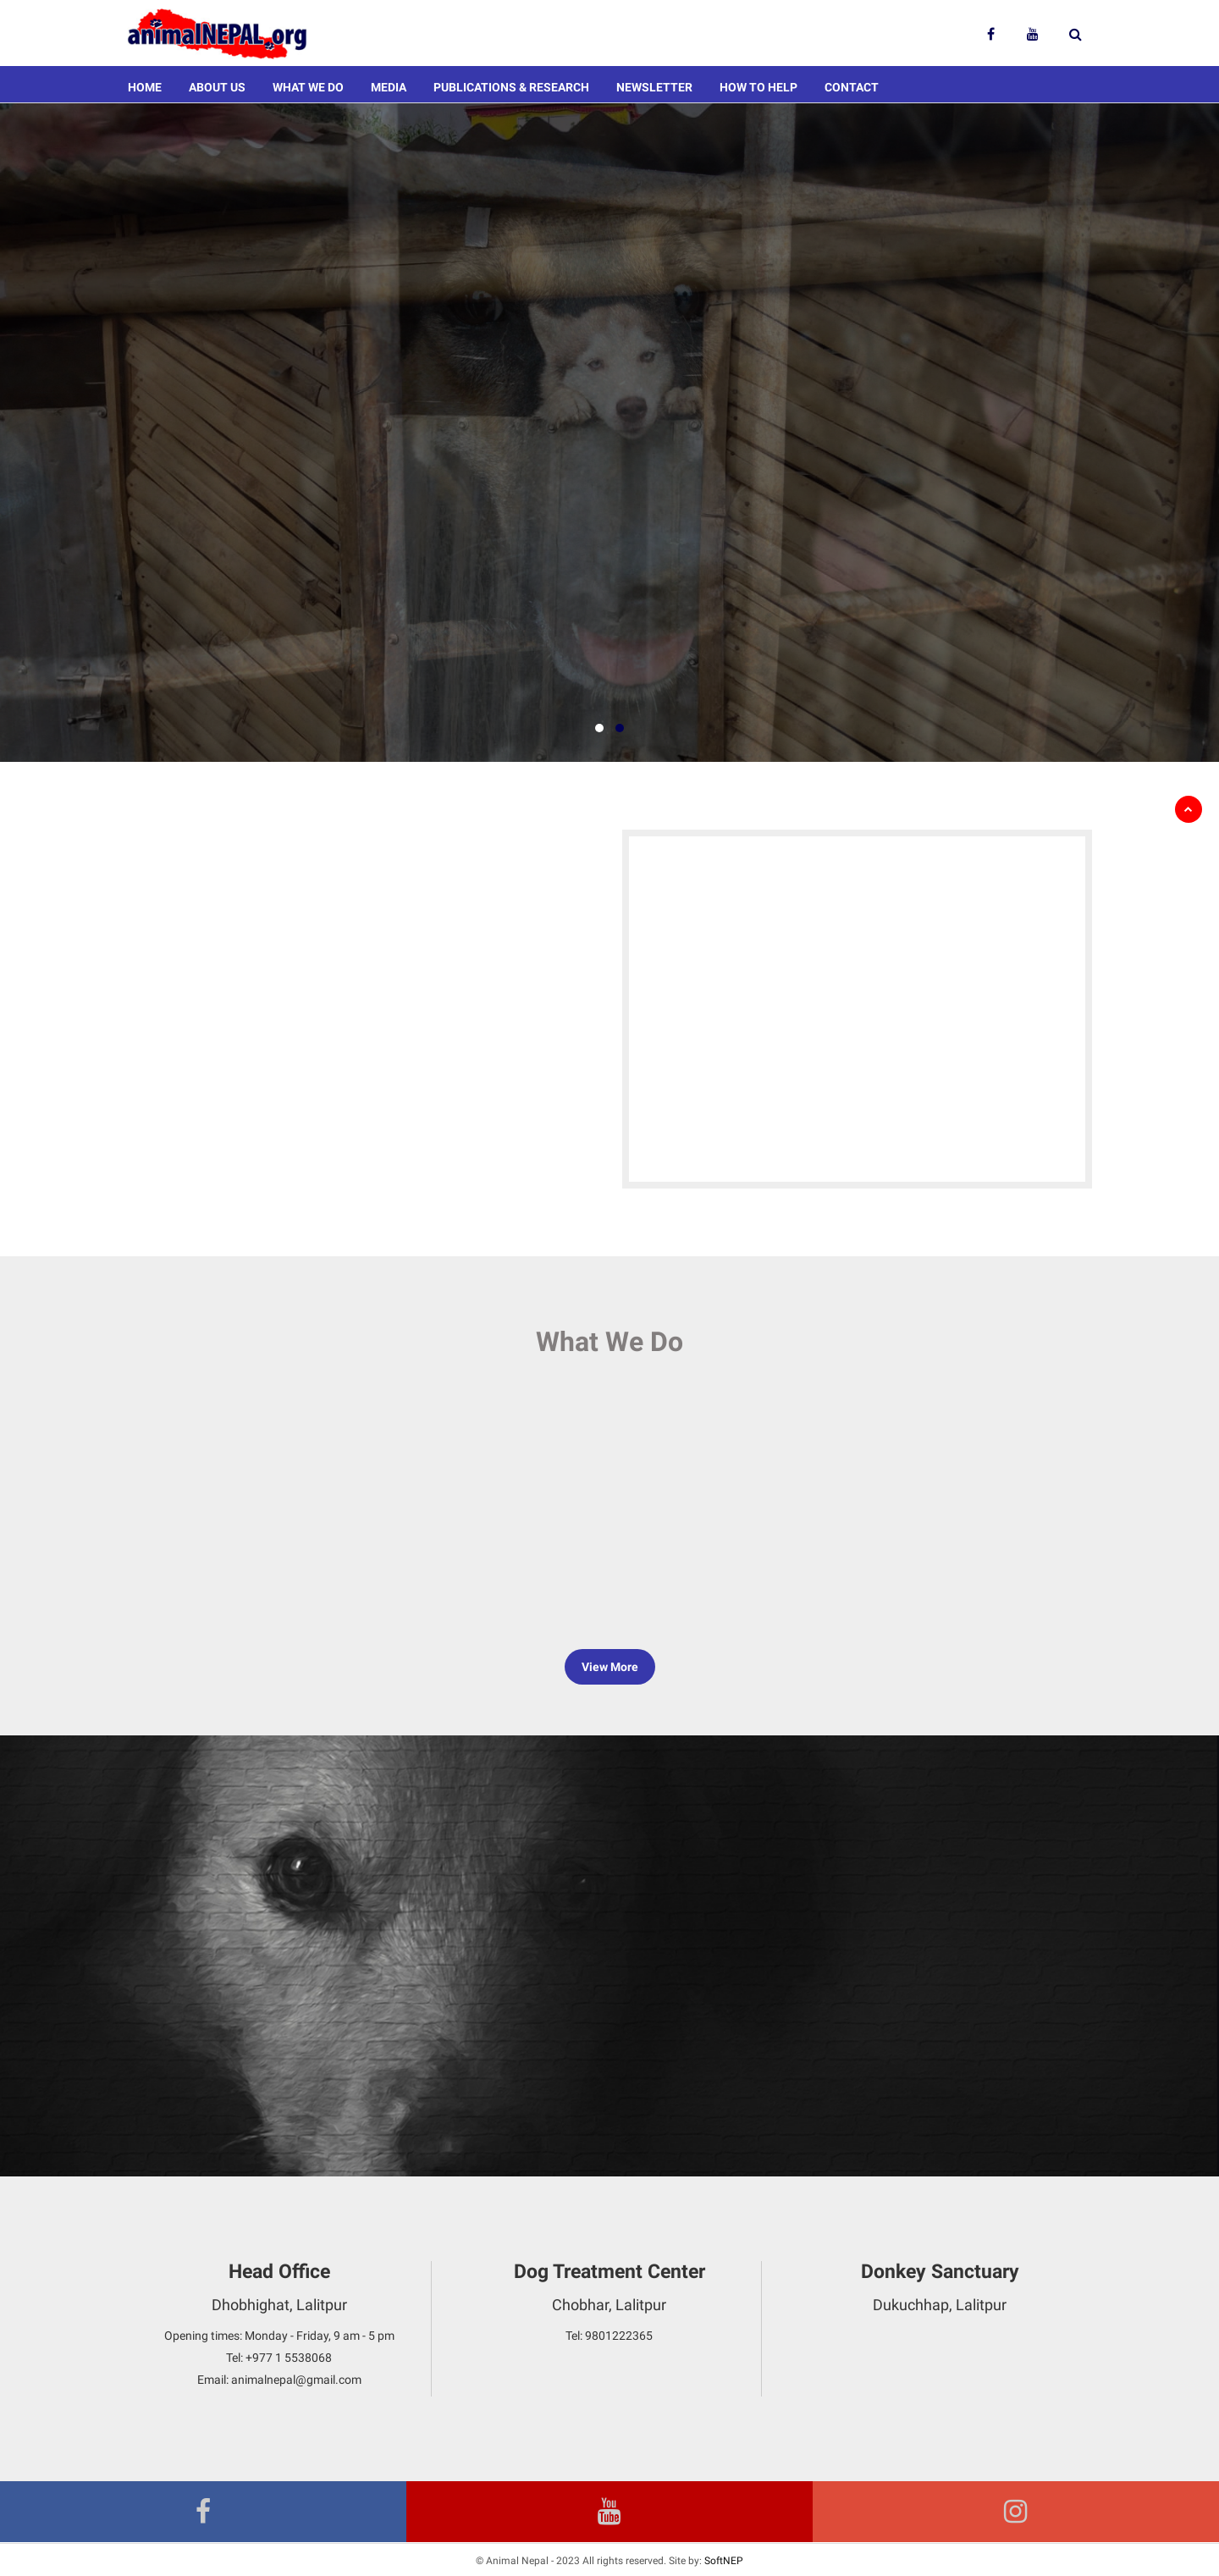 animalNEPAL.org
HOME ABOUT US WHAT WE DO MEDIA PUBLICATIONS & RESEARCH NEWSLETTER HOW TO HELP CONTACT
What We Do
View More
Head Office
Dhobhighat, Lalitpur
Opening times: Monday - Friday, 9 am - 5 pm
Tel: +977 1 5538068
Email: animalnepal@gmail.com
Dog Treatment Center
Chobhar, Lalitpur
Tel: 9801222365
Donkey Sanctuary
Dukuchhap, Lalitpur
You Tube
© Animal Nepal - 2023 All rights reserved. Site by: SoftNEP